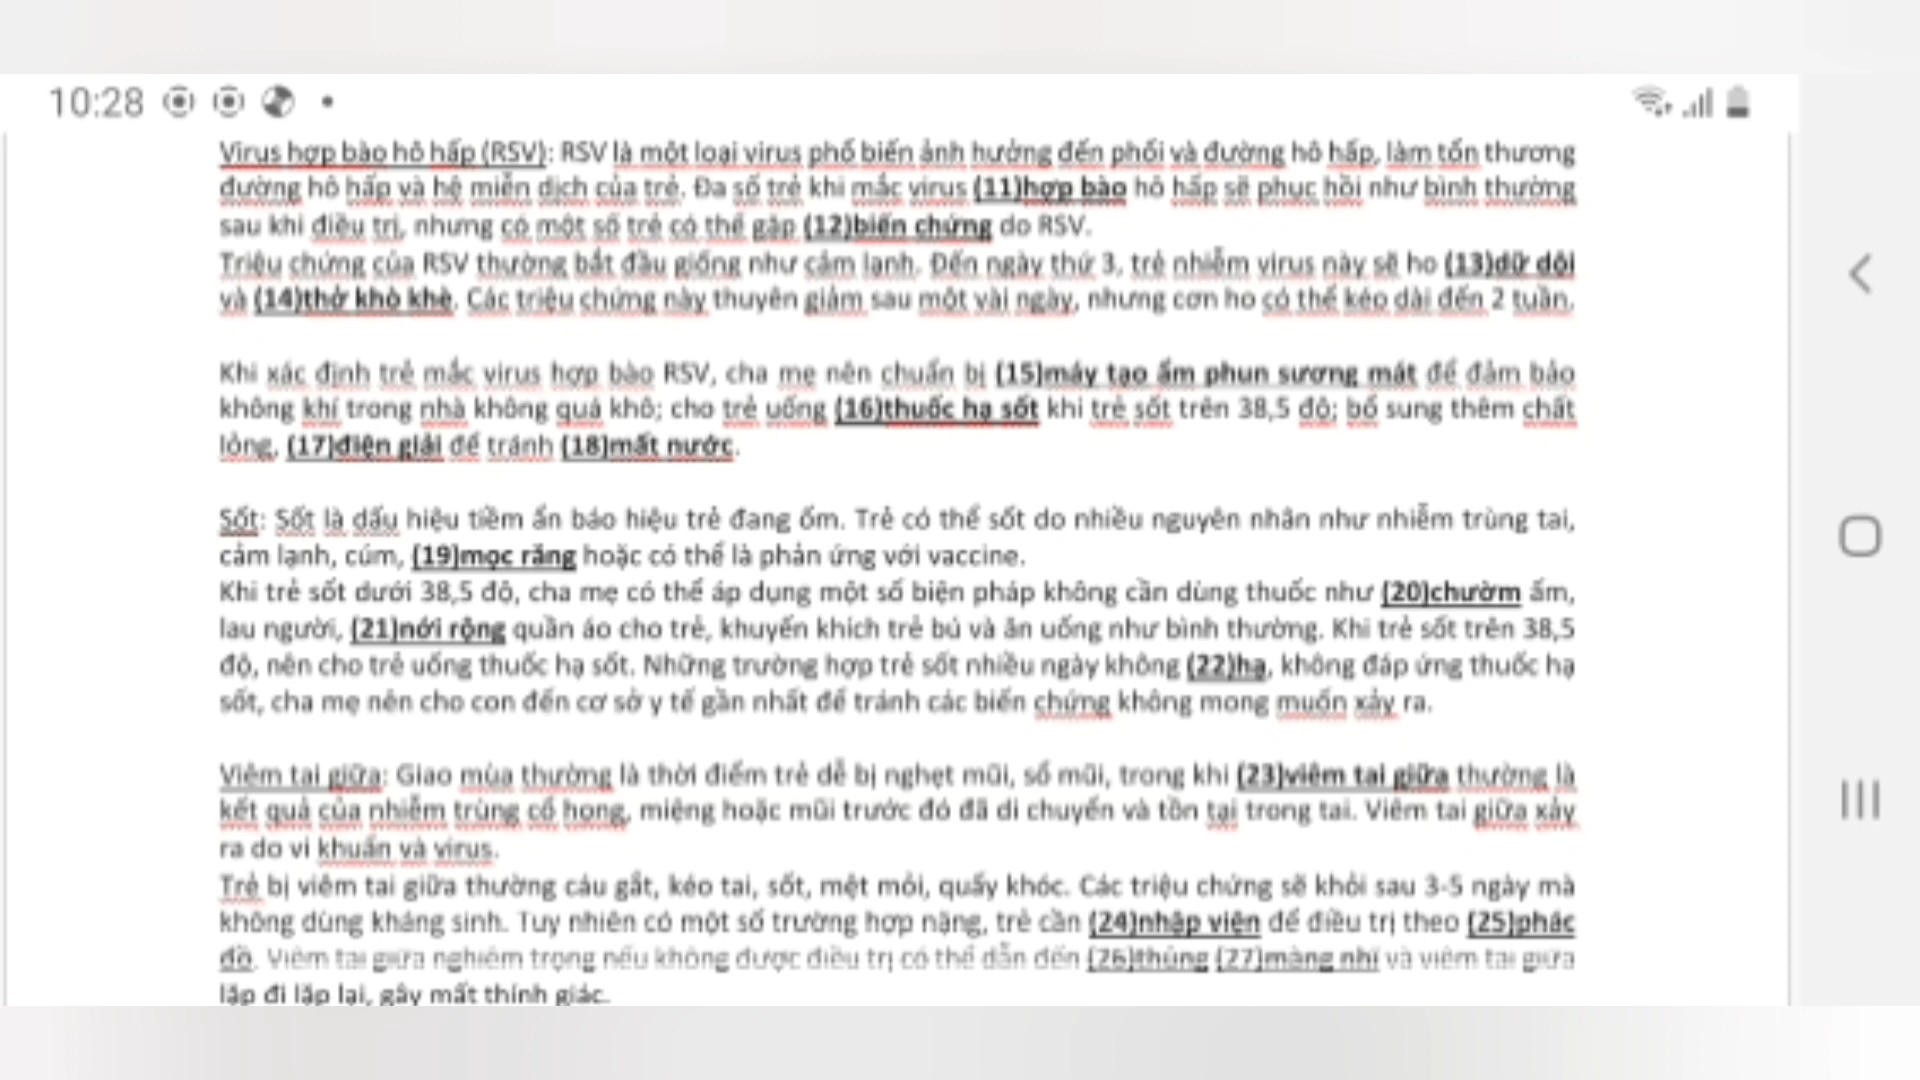 10:28
Virus hợp bào hô hấp (RSV): RSV là một loại virus phổ biến ảnh hưởng đến phổi và đường hô hấp, làm tổn thương
đường hô hấp và hệ miễn dịch của trẻ. Đa số trẻ khi mắc virus (11)hợp bào hô hấp sẽ phục hồi như bình thường
sau khi điều trị, nhưng có một số trẻ có thể gặp (12)biến chứng do RSV.
Triệu chứng của RSV thường bắt đầu giống như cảm lạnh. Đến ngày thứ 3, trẻ nhiễm virus này sẽ ho (13)dữ dội
và (14)thở khò khè. Các triệu chứng này thuyên giảm sau một vài ngày, nhưng cơn ho có thể kéo dài đến 2 tuần.
Khi xác định trẻ mắc virus hợp bào RSV, cha mẹ nên chuẩn bị (15)máy tạo ẩm phun sương mát để đảm bảo
không khí trong nhà không quá khô; cho trẻ uống (16)thuốc hạ sốt khi trẻ sốt trên 38,5 độ; bổ sung thêm chất
lỏng, (17)điện giải để tránh (18)mất nước.
Sốt: Sốt là dấu hiệu tiềm ẩn báo hiệu trẻ đang ốm. Trẻ có thể sốt do nhiều nguyên nhân như nhiễm trùng tai,
cảm lạnh, cúm, (19)mọc răng hoặc có thể là phản ứng với vaccine.
Khi trẻ sốt dưới 38,5 độ, cha mẹ có thể áp dụng một số biện pháp không cần dùng thuốc như (20)chườm ấm,
lau người, (21)nới rộng quần áo cho trẻ, khuyến khích trẻ bú và ăn uống như bình thường. Khi trẻ sốt trên 38,5
độ, nên cho trẻ uống thuốc hạ sốt. Những trường hợp trẻ sốt nhiều ngày không (22)hạ, không đáp ứng thuốc hạ
sốt, cha mẹ nên cho con đến cơ sở y tế gần nhất để tránh các biến chứng không mong muốn xảy ra.
Viêm tai giữa: Giao mùa thường là thời điểm trẻ dễ bị nghẹt mũi, sổ mũi, trong khi (23)viêm tai giữa thường là
kết quả của nhiễm trùng cổ họng, miệng hoặc mũi trước đó đã di chuyển và tồn tại trong tai. Viêm tai giữa xảy
ra do vi khuẩn và virus.
Trẻ bị viêm tai giữa thường cáu gắt, kéo tai, sốt, mệt mỏi, quấy khóc. Các triệu chứng sẽ khỏi sau 3-5 ngày mà
không dùng kháng sinh. Tuy nhiên có một số trường hợp nặng, trẻ cần (24)nhập viện để điều trị theo (25)phác
đồ. Viêm tai giữa nghiêm trọng nếu không được điều trị có thể dẫn đến (26)thủng (27)màng nhĩ và viêm tai giữa
lặp đi lặp lại, gây mất thính giác.